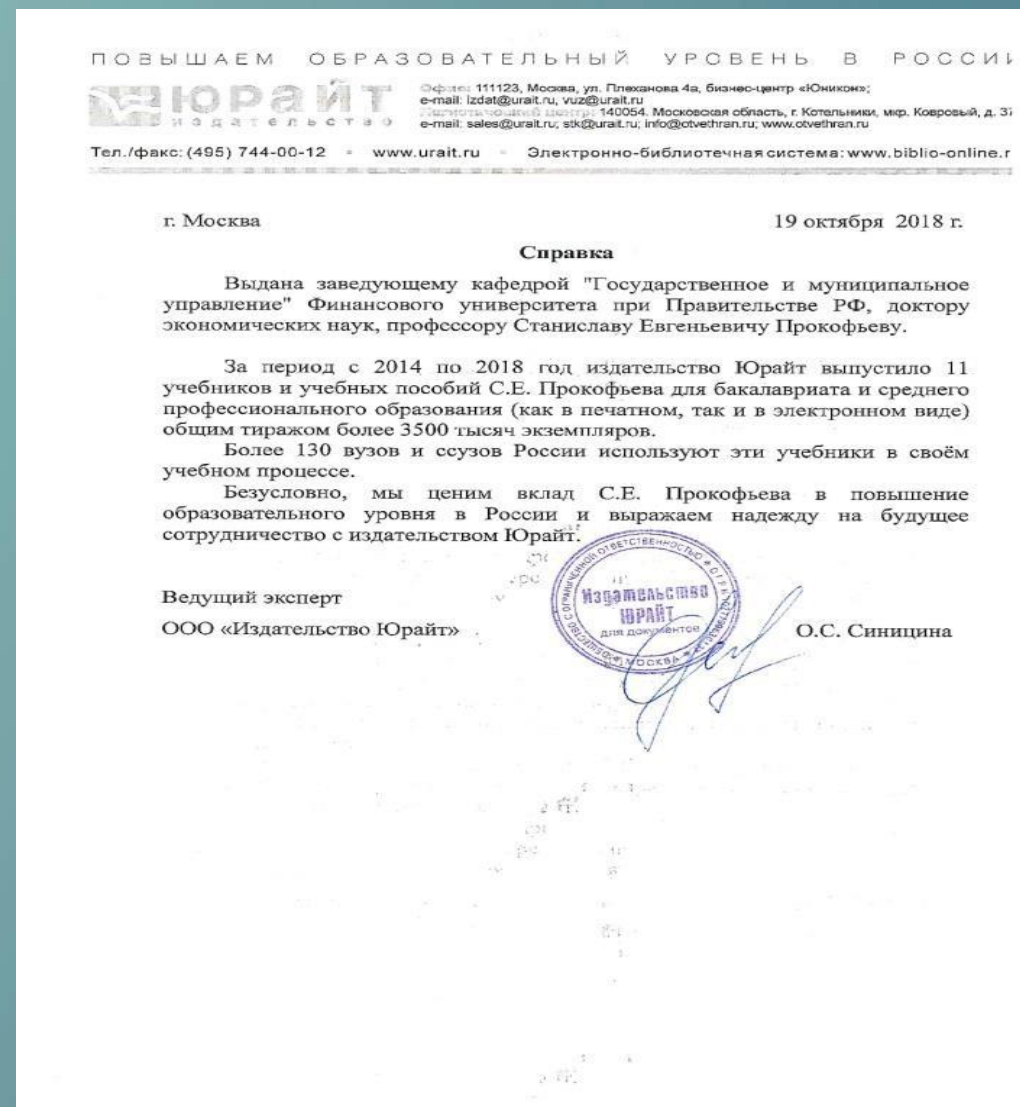 ПОВЫШАЕМ ОБРАЗОВАТЕЛЬНЫЙ УРОВЕНЬ В РОССИИ
ЮРАЙТ
издательство
Офис: 111123, Москва, ул. Плеханова 4а, бизнес-центр «Юникон»;
e-mail: izdat@urait.ru, vuz@urait.ru
Логистический центр: 140054. Московская область, г. Котельники, мкр. Ковровый, д. 37
e-mail: sales@urait.ru; stk@urait.ru; info@otvethran.ru; www.otvethran.ru
Тел./факс: (495) 744-00-12 www.urait.ru Электронно-библиотечная система: www.biblio-online.r
г. Москва 19 октября 2018 г.
Справка
Выдана заведующему кафедрой "Государственное и муниципальное
управление" Финансового университета при Правительстве РФ, доктору
экономических наук, профессору Станиславу Евгеньевичу Прокофьеву.
За период с 2014 по 2018 год издательство Юрайт выпустило 11
учебников и учебных пособий С.Е. Прокофьева для бакалавриата и среднего
профессионального образования (как в печатном, так и в электронном виде)
общим тиражом более 3500 тысяч экземпляров.
Более 130 вузов и ссузов России используют эти учебники в своём
учебном процессе.
Безусловно, мы ценим вклад С.Е. Прокофьева в повышение
образовательного уровня в России и выражаем надежду на будущее
сотрудничество с издательством Юрайт.
Ведущий эксперт
ООО «Издательство Юрайт» О.С. Синицина
ОБЩЕСТВО С ОГРАНИЧЕННОЙ ОТВЕТСТВЕННОСТЬЮ
Издательство
ЮРАЙТ
для документов
МОСКВА